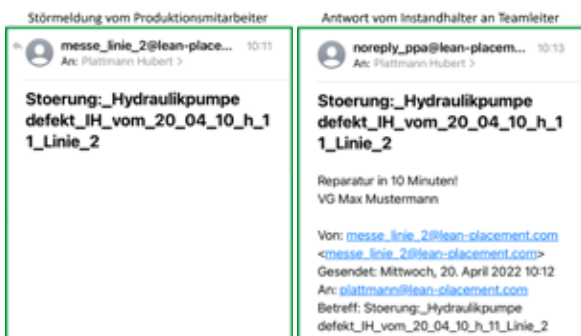 Störmeldung vom Produktionsmitarbeiter
messe_linie_2@lean-place... 10:11
An: Plattmann Hubert >
Stoerung:_Hydraulikpumpe
defekt_IH_vom_20_04_10_h_1
1_Linie_2
Antwort vom Instandhalter an Teamleiter
noreply_ppa@lean-placem... 10:13
An: Plattmann Hubert >
Stoerung:_Hydraulikpumpe
defekt_IH_vom_20_04_10_h_1
1_Linie_2
Reparatur in 10 Minuten!
VG Max Mustermann
Von: messe_linie_2@lean-placement.com
<messe_linie_2@lean-placement.com>
Gesendet: Mittwoch, 20. April 2022 10:12
An: plattmann@lean-placement.com
Betreff: Stoerung:_Hydraulikpumpe
defekt_IH_vom_20_04_10_h_11_Linie_2